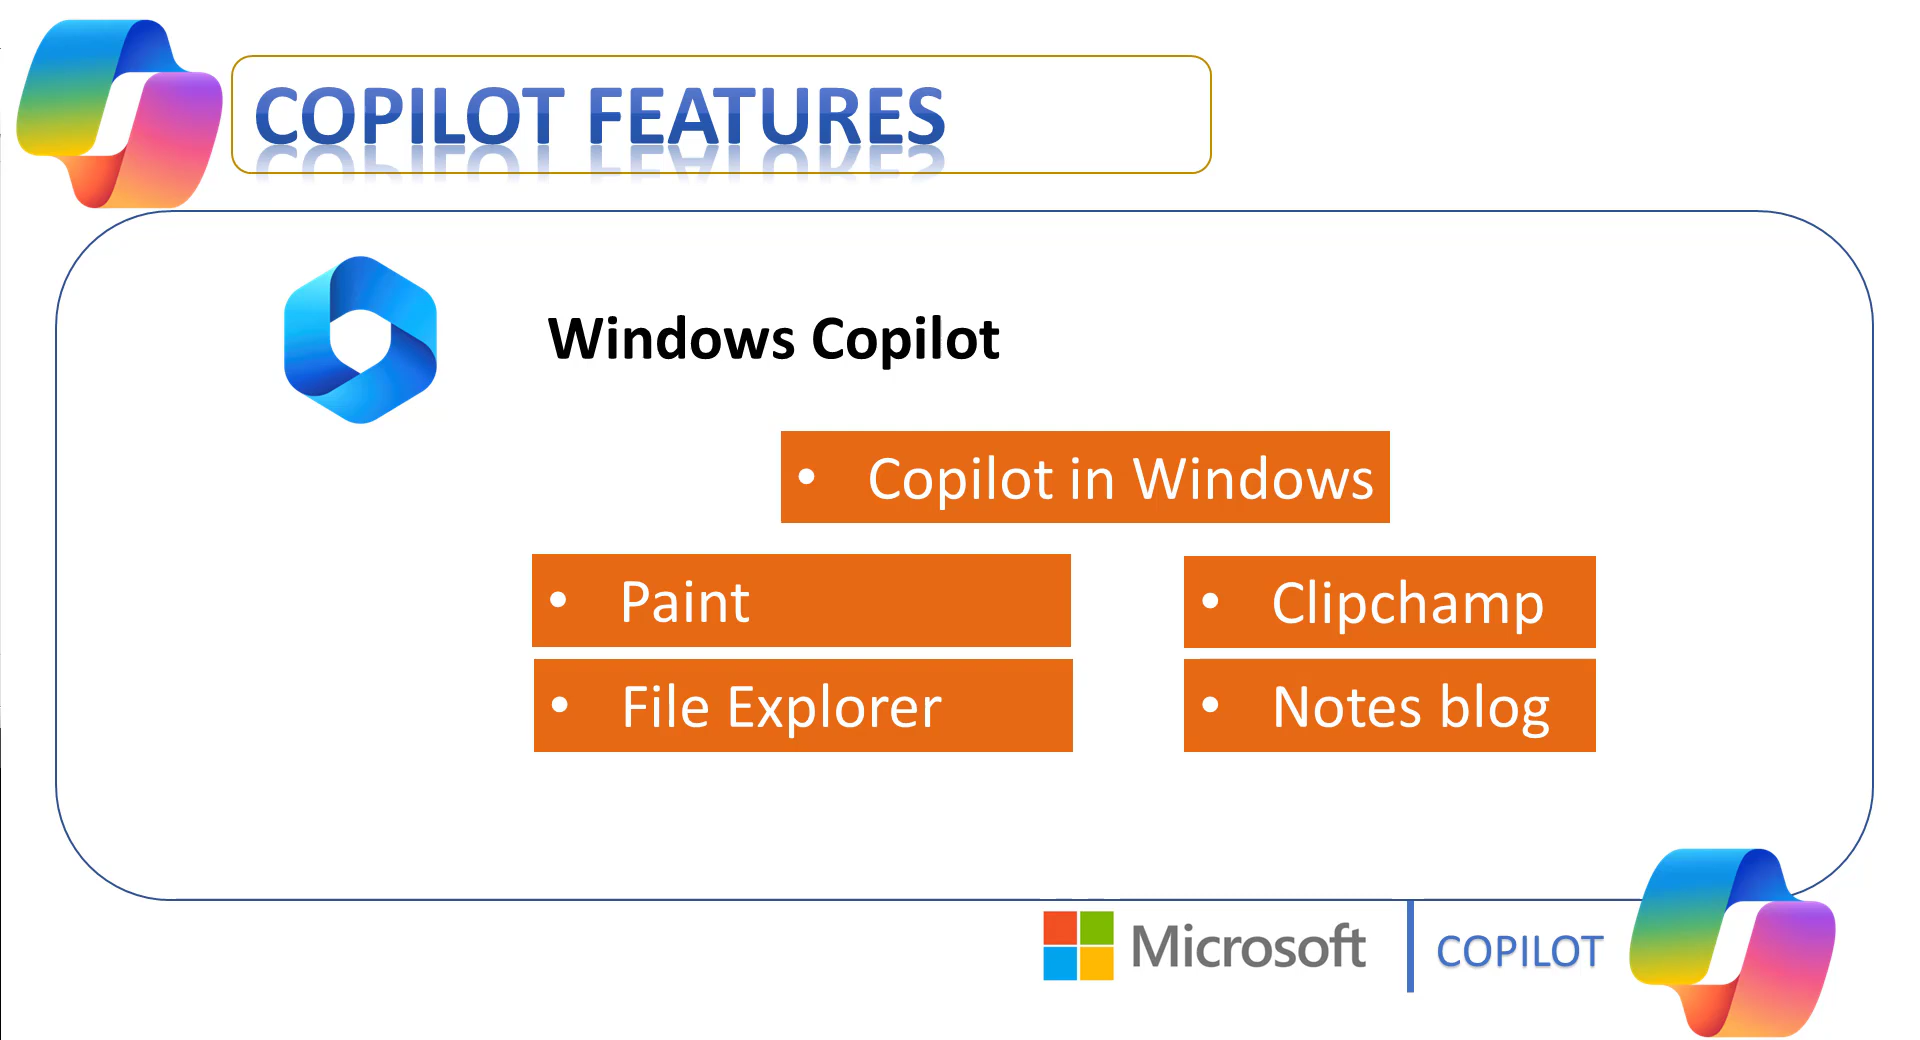 COPILOT FEATURES
Windows Copilot
• Copilot in Windows
• Paint
• Clipchamp
• File Explorer
• Notes blog
Microsoft
COPILOT